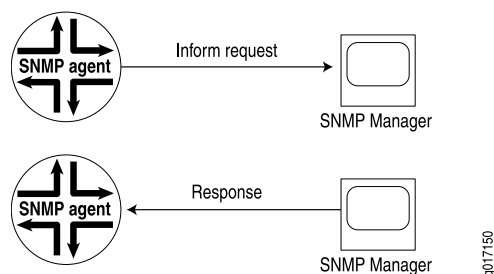 SNMP agent
Inform request
SNMP Manager
SNMP agent
Response
SNMP Manager
g017150